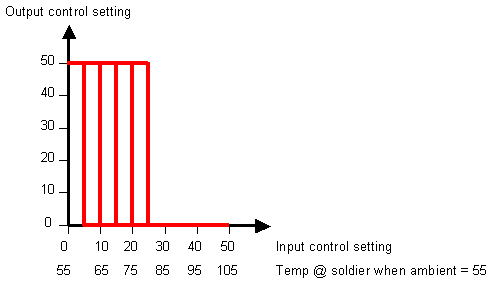 Output control setting
50
40
30
20
10
0
0 10 20 30 40 50 Input control setting
55 65 75 85 95 105 Temp @ soldier when ambient = 55